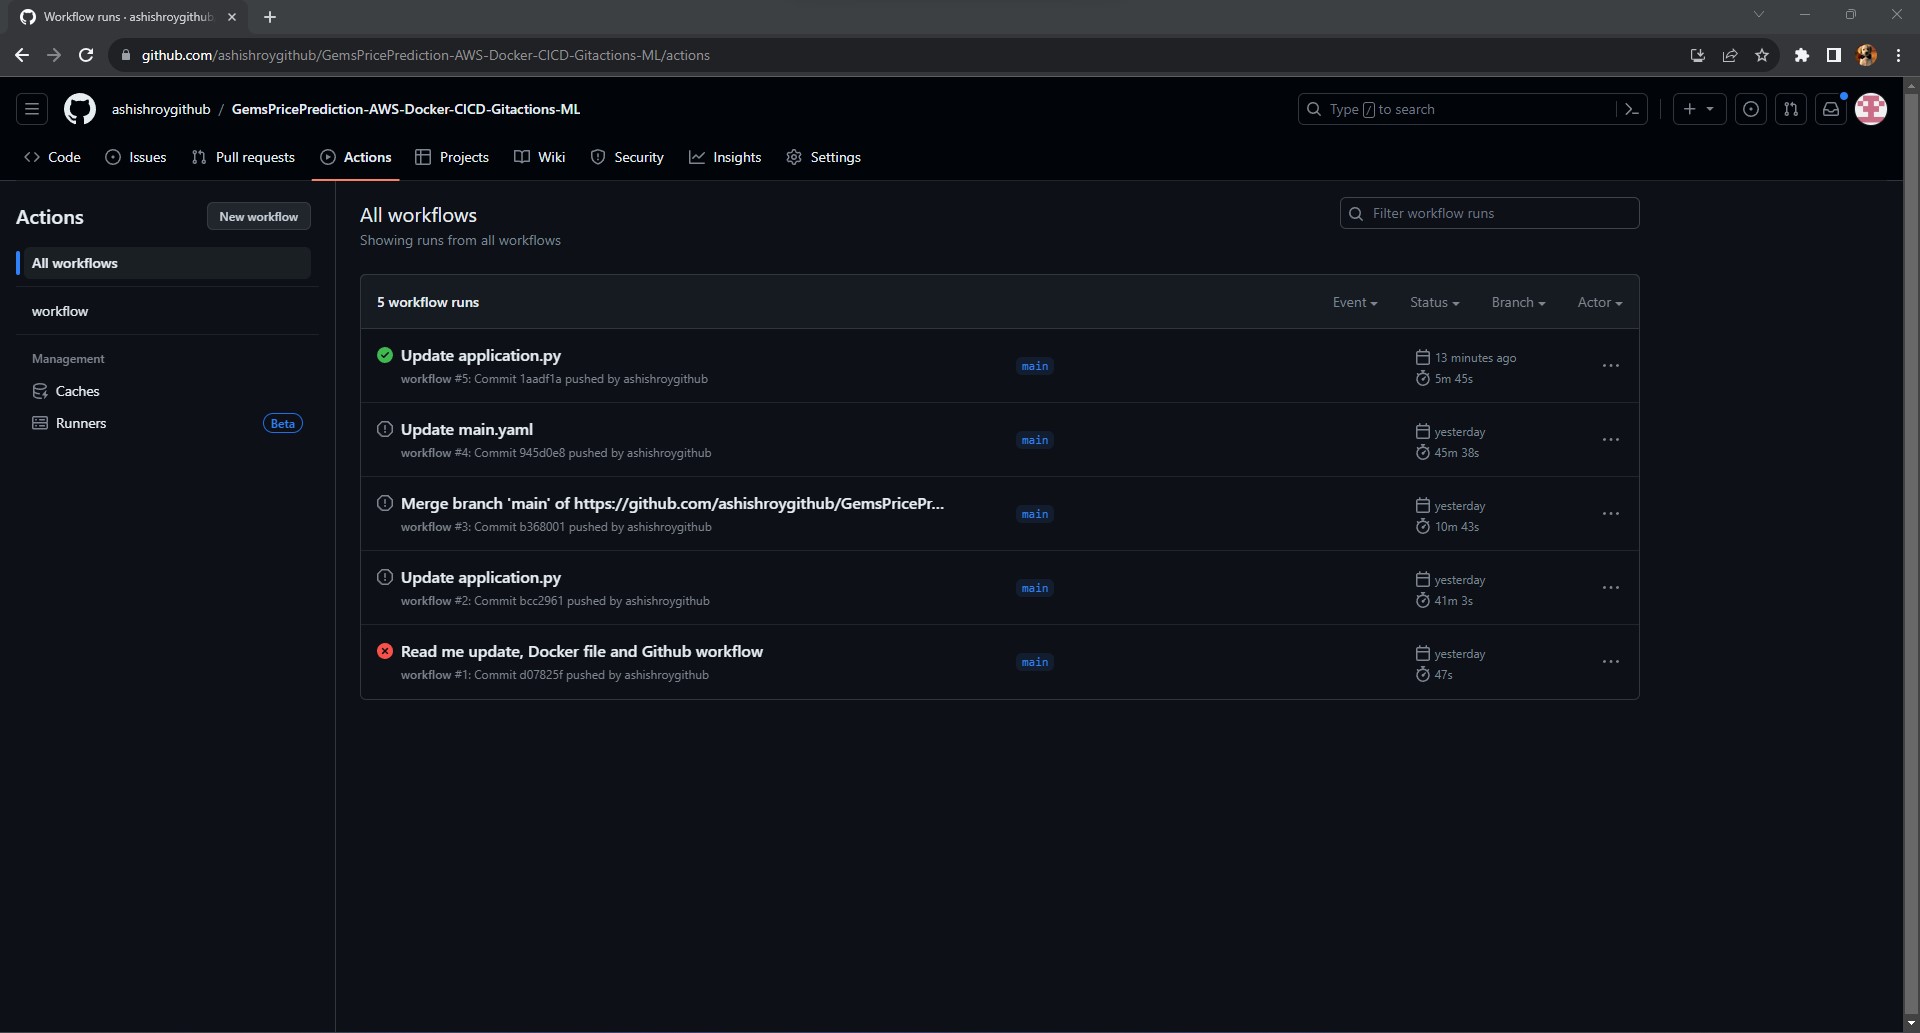 Workflow runs · ashishroygithub
github.com/ashishroygithub/GemsPricePrediction-AWS-Docker-CICD-Gitactions-ML/actions
ashishroygithub / GemsPricePrediction-AWS-Docker-CICD-Gitactions-ML
Type / to search
Code Issues Pull requests Actions Projects Wiki Security Insights Settings
Actions
New workflow
All workflows
workflow
Management
Caches
Runners Beta
All workflows
Showing runs from all workflows
Filter workflow runs
5 workflow runs Event Status Branch Actor
Update application.py
workflow #5: Commit 1aadf1a pushed by ashishroygithub
main
13 minutes ago
5m 45s
Update main.yaml
workflow #4: Commit 945d0e8 pushed by ashishroygithub
main
yesterday
45m 38s
Merge branch 'main' of https://github.com/ashishroygithub/GemsPricePr...
workflow #3: Commit b368001 pushed by ashishroygithub
main
yesterday
10m 43s
Update application.py
workflow #2: Commit bcc2961 pushed by ashishroygithub
main
yesterday
41m 3s
Read me update, Docker file and Github workflow
workflow #1: Commit d07825f pushed by ashishroygithub
main
yesterday
47s